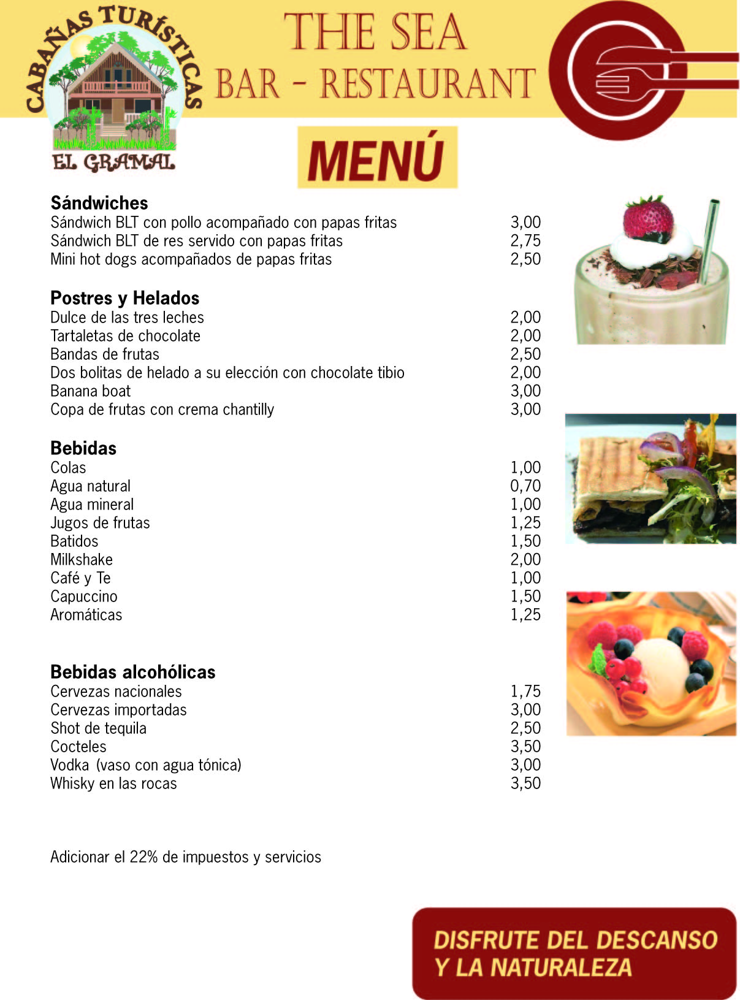 CABAÑAS TURÍSTICAS
EL GRAMAL
THE SEA
BAR - RESTAURANT
MENÚ
Sándwiches
Sándwich BLT con pollo acompañado con papas fritas 3,00
Sándwich BLT de res servido con papas fritas 2,75
Mini hot dogs acompañados de papas fritas 2,50
Postres y Helados
Dulce de las tres leches 2,00
Tartaletas de chocolate 2,00
Bandas de frutas 2,50
Dos bolitas de helado a su elección con chocolate tibio 2,00
Banana boat 3,00
Copa de frutas con crema chantilly 3,00
Bebidas
Colas 1,00
Agua natural 0,70
Agua mineral 1,00
Jugos de frutas 1,25
Batidos 1,50
Milkshake 2,00
Café y Te 1,00
Capuccino 1,50
Aromáticas 1,25
Bebidas alcohólicas
Cervezas nacionales 1,75
Cervezas importadas 3,00
Shot de tequila 2,50
Cocteles 3,50
Vodka (vaso con agua tónica) 3,00
Whisky en las rocas 3,50
Adicionar el 22% de impuestos y servicios
DISFRUTE DEL DESCANSO
Y LA NATURALEZA